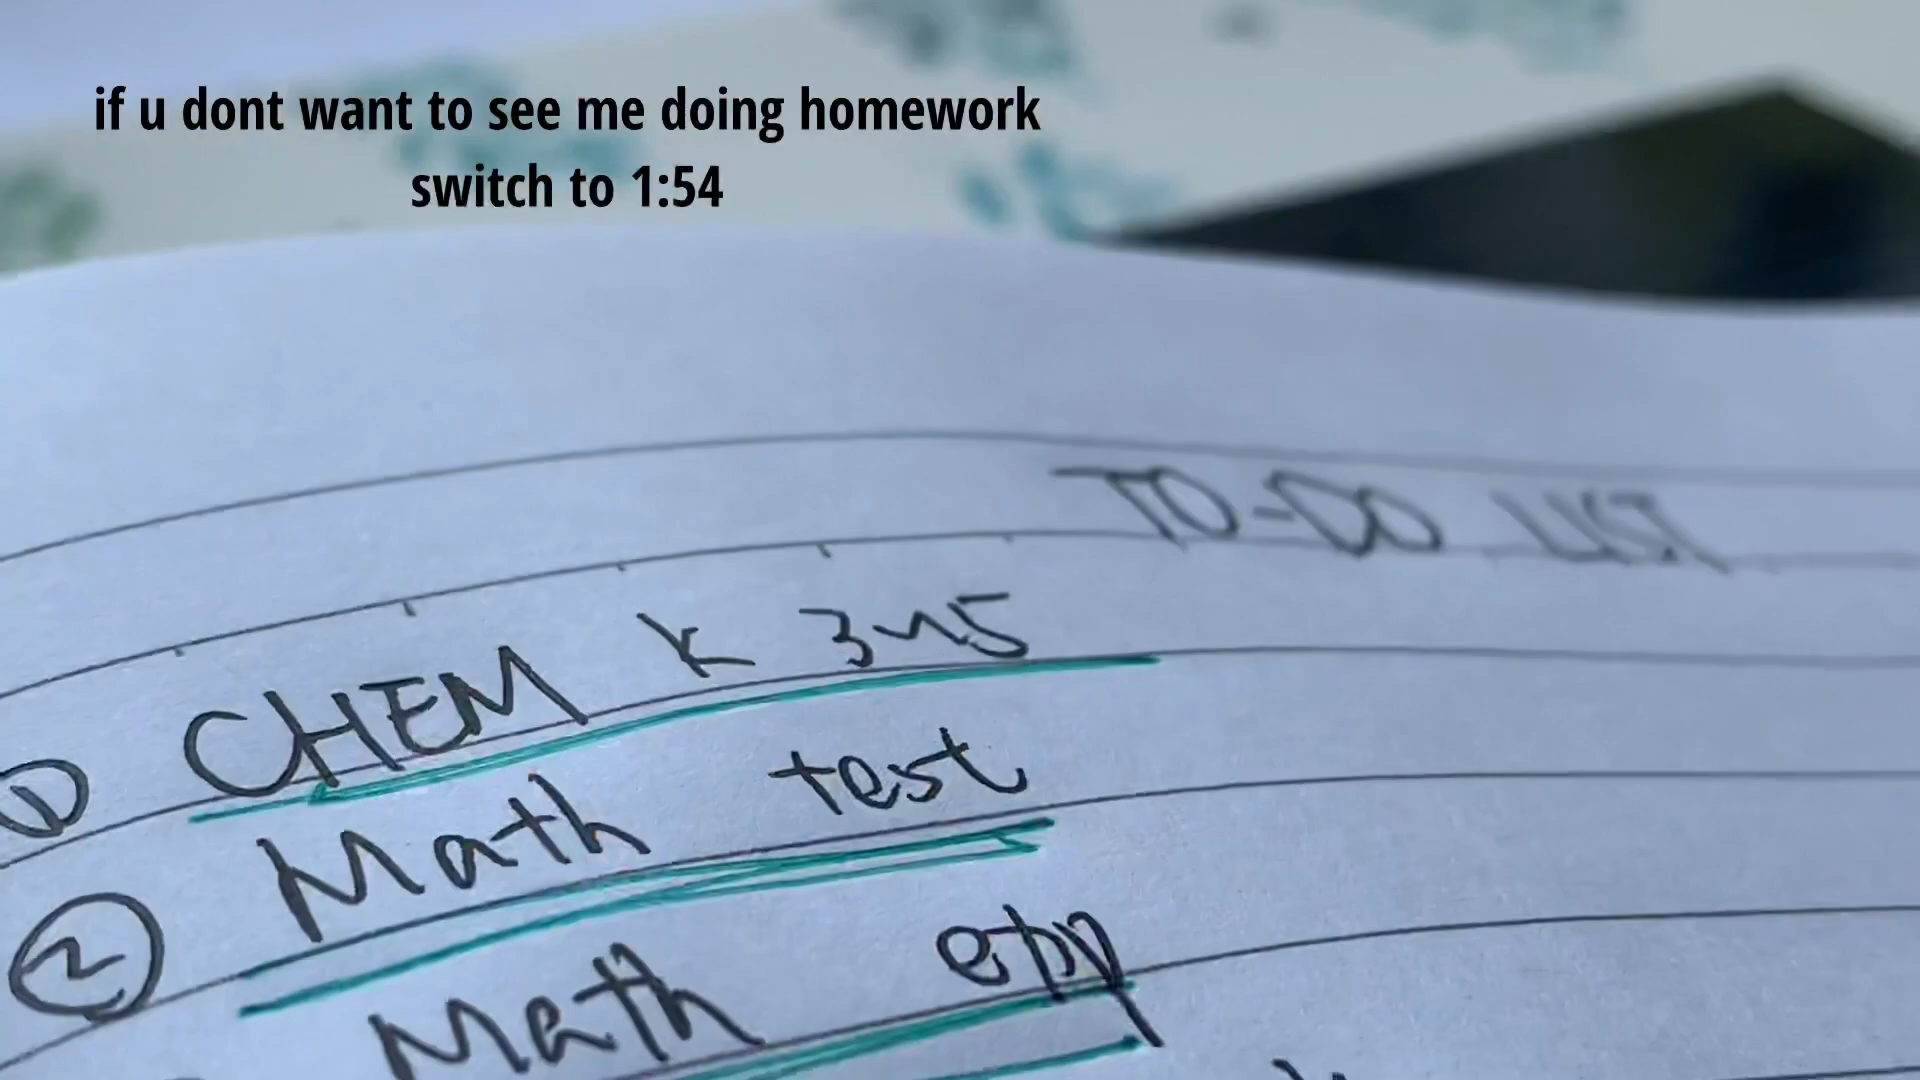 if u dont want to see me doing homework
switch to 1:54
TO-DO LIST
① CHEM K 345
② Math test
Math